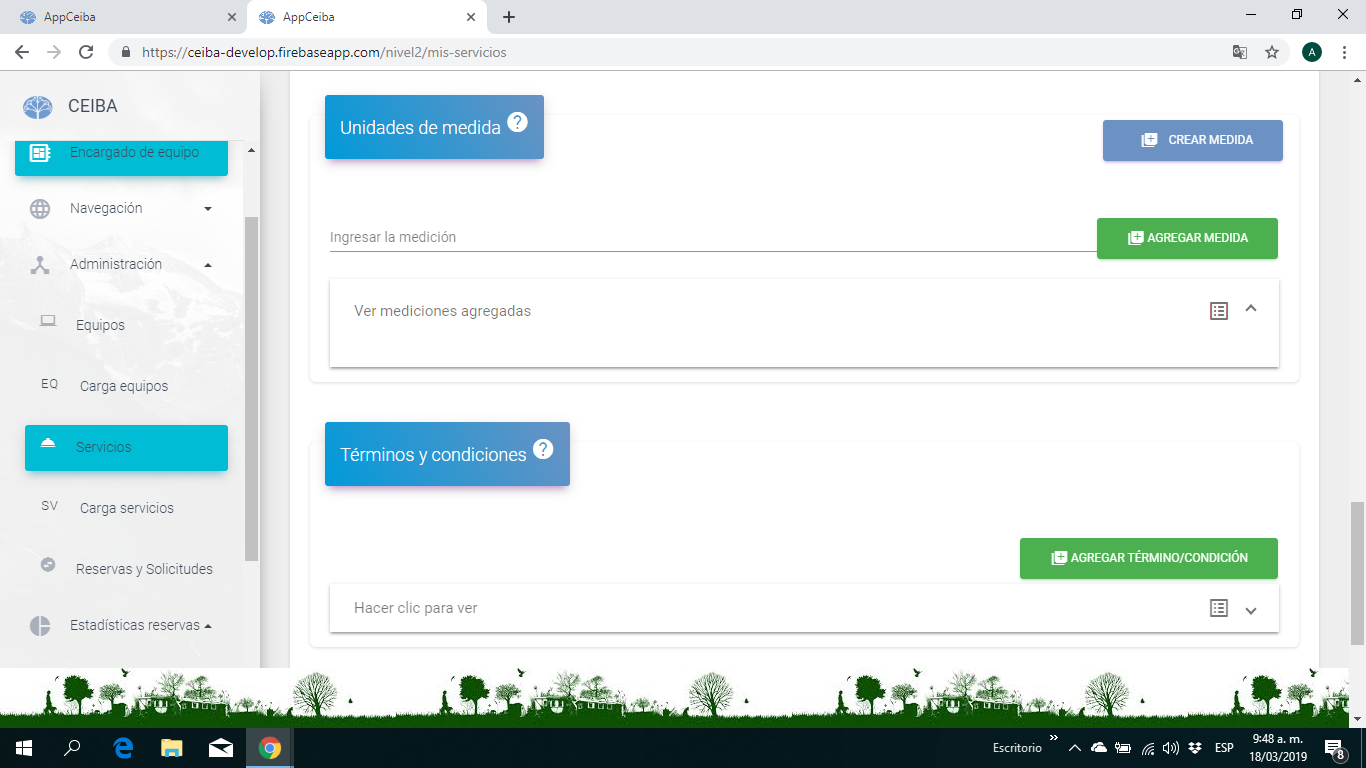 AppCeiba
AppCeiba
https://ceiba-develop.firebaseapp.com/nivel2/mis-servicios
A
CEIBA
Encargado de equipo
Navegación
Administración
Equipos
EQ Carga equipos
Servicios
SV Carga servicios
Reservas y Solicitudes
Estadísticas reservas
Unidades de medida ?
CREAR MEDIDA
Ingresar la medición
AGREGAR MEDIDA
Ver mediciones agregadas
Términos y condiciones ?
AGREGAR TÉRMINO/CONDICIÓN
Hacer clic para ver
Escritorio
ESP
9:48 a. m.
18/03/2019
8